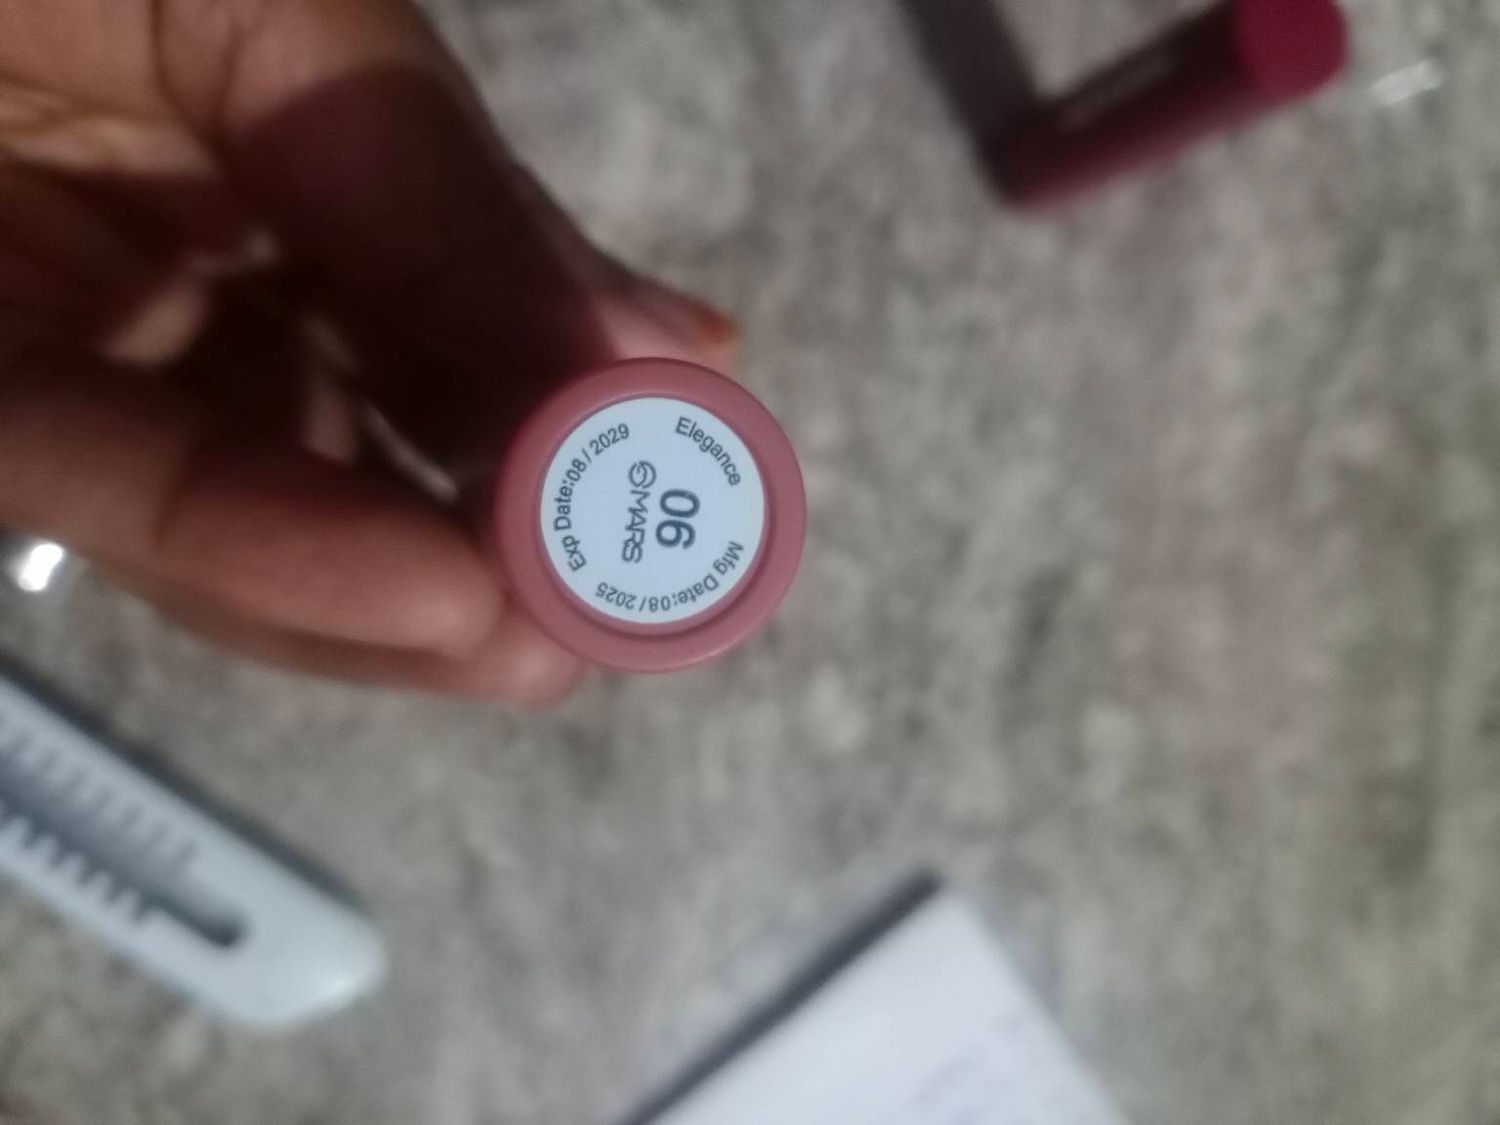 Elegance
06
MARS
Mfg Date:08/2025
Exp Date:08/2029